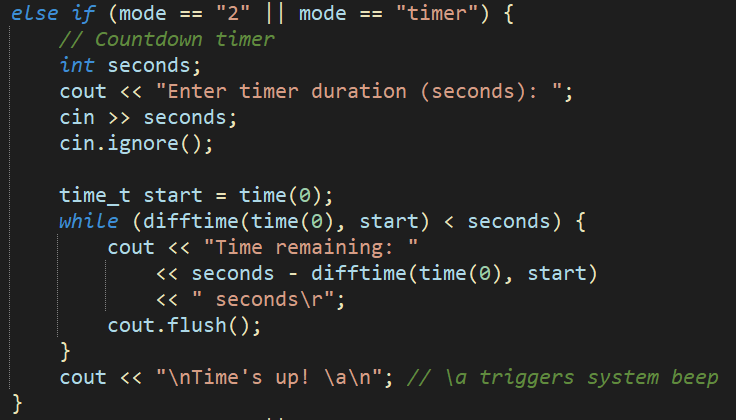 else if (mode == "2" || mode == "timer") {
    // Countdown timer
    int seconds;
    cout << "Enter timer duration (seconds): ";
    cin >> seconds;
    cin.ignore();

    time_t start = time(0);
    while (difftime(time(0), start) < seconds) {
        cout << "Time remaining: "
            << seconds - difftime(time(0), start)
            << " seconds\r";
        cout.flush();
    }
    cout << "\nTime's up! \a\n"; // \a triggers system beep
}